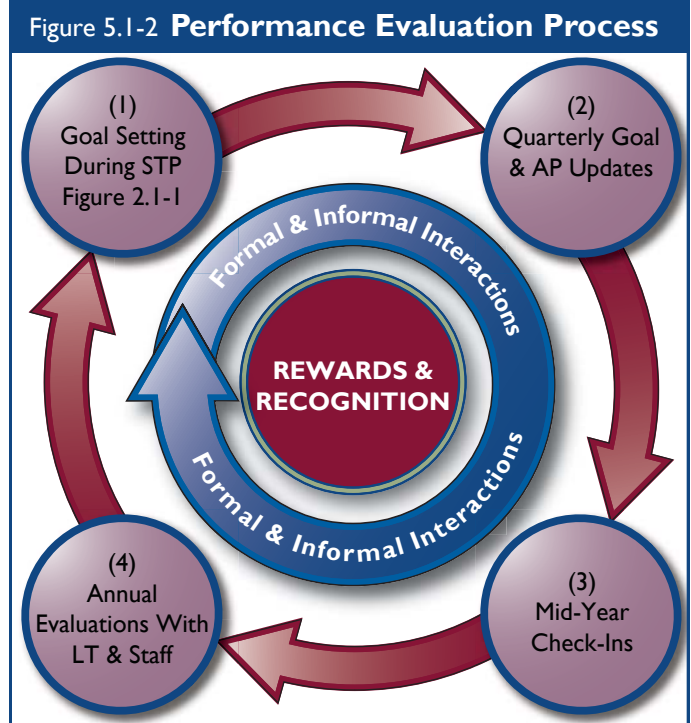 Figure 5.1-2 Performance Evaluation Process
(1)
Goal Setting
During STP
Figure 2.1-1
(2)
Quarterly Goal
& AP Updates
Formal & Informal Interactions
REWARDS &
RECOGNITION
Formal & Informal Interactions
(4)
Annual
Evaluations With
LT & Staff
(3)
Mid-Year
Check-Ins